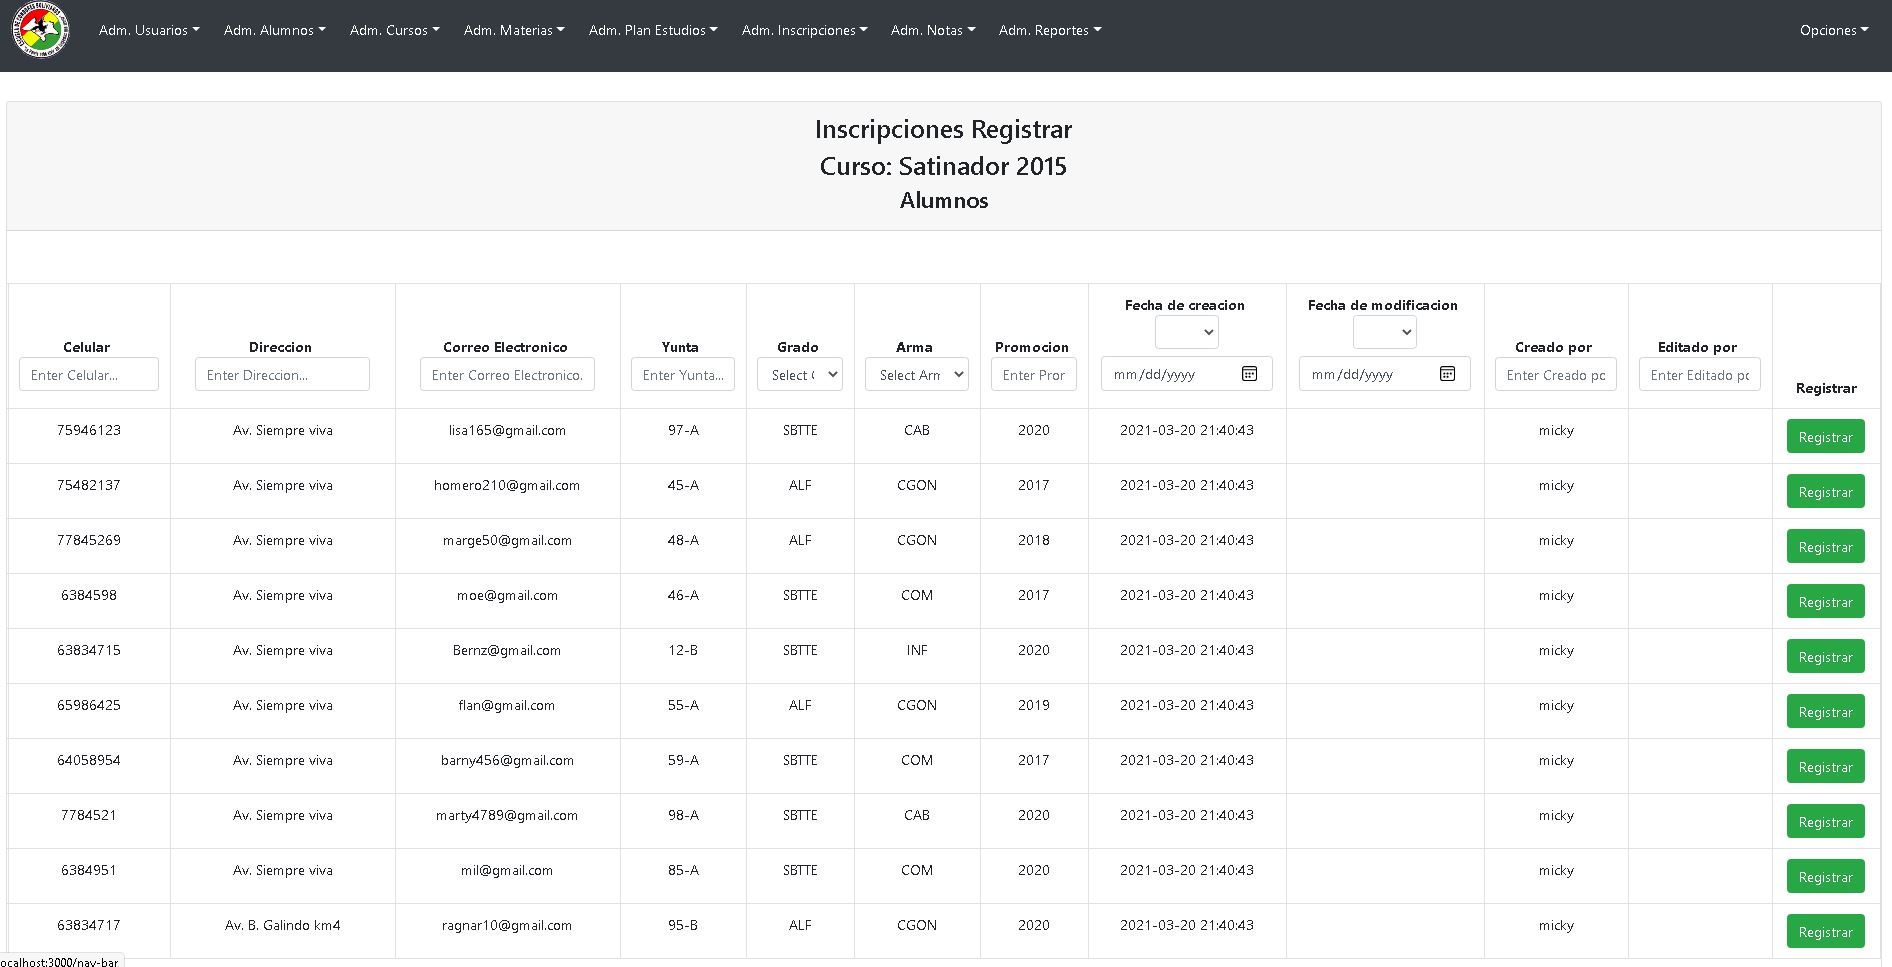 Adm. Usuarios Adm. Alumnos Adm. Cursos Adm. Materias Adm. Plan Estudios Adm. Inscripciones Adm. Notas Adm. Reportes Opciones
Inscripciones Registrar
Curso: Satinador 2015
Alumnos
Fecha de creacion Fecha de modificacion
Celular Direccion Correo Electronico Yunta Grado Arma Promocion Creado por Editado por
Enter Celular... Enter Direccion... Enter Correo Electronico. Enter Yunta... Select Select Arm Enter Pror mm/dd/yyyy mm/dd/yyyy Enter Creado pc Enter Editado pc
Registrar
75946123 Av. Siempre viva lisa165@gmail.com 97-A SBTTE CAB 2020 2021-03-20 21:40:43 micky Registrar
75482137 Av. Siempre viva homero210@gmail.com 45-A ALF CGON 2017 2021-03-20 21:40:43 micky Registrar
77845269 Av. Siempre viva marge50@gmail.com 48-A ALF CGON 2018 2021-03-20 21:40:43 micky Registrar
6384598 Av. Siempre viva moe@gmail.com 46-A SBTTE COM 2017 2021-03-20 21:40:43 micky Registrar
63834715 Av. Siempre viva Bernz@gmail.com 12-B SBTTE INF 2020 2021-03-20 21:40:43 micky Registrar
65986425 Av. Siempre viva flan@gmail.com 55-A ALF CGON 2019 2021-03-20 21:40:43 micky Registrar
64058954 Av. Siempre viva barny456@gmail.com 59-A SBTTE COM 2017 2021-03-20 21:40:43 micky Registrar
7784521 Av. Siempre viva marty4789@gmail.com 98-A SBTTE CAB 2020 2021-03-20 21:40:43 micky Registrar
6384951 Av. Siempre viva mil@gmail.com 85-A SBTTE COM 2020 2021-03-20 21:40:43 micky Registrar
63834717 Av. B. Galindo km4 ragnar10@gmail.com 95-B ALF CGON 2020 2021-03-20 21:40:43 micky Registrar
ocalhost:3000/nav-bar